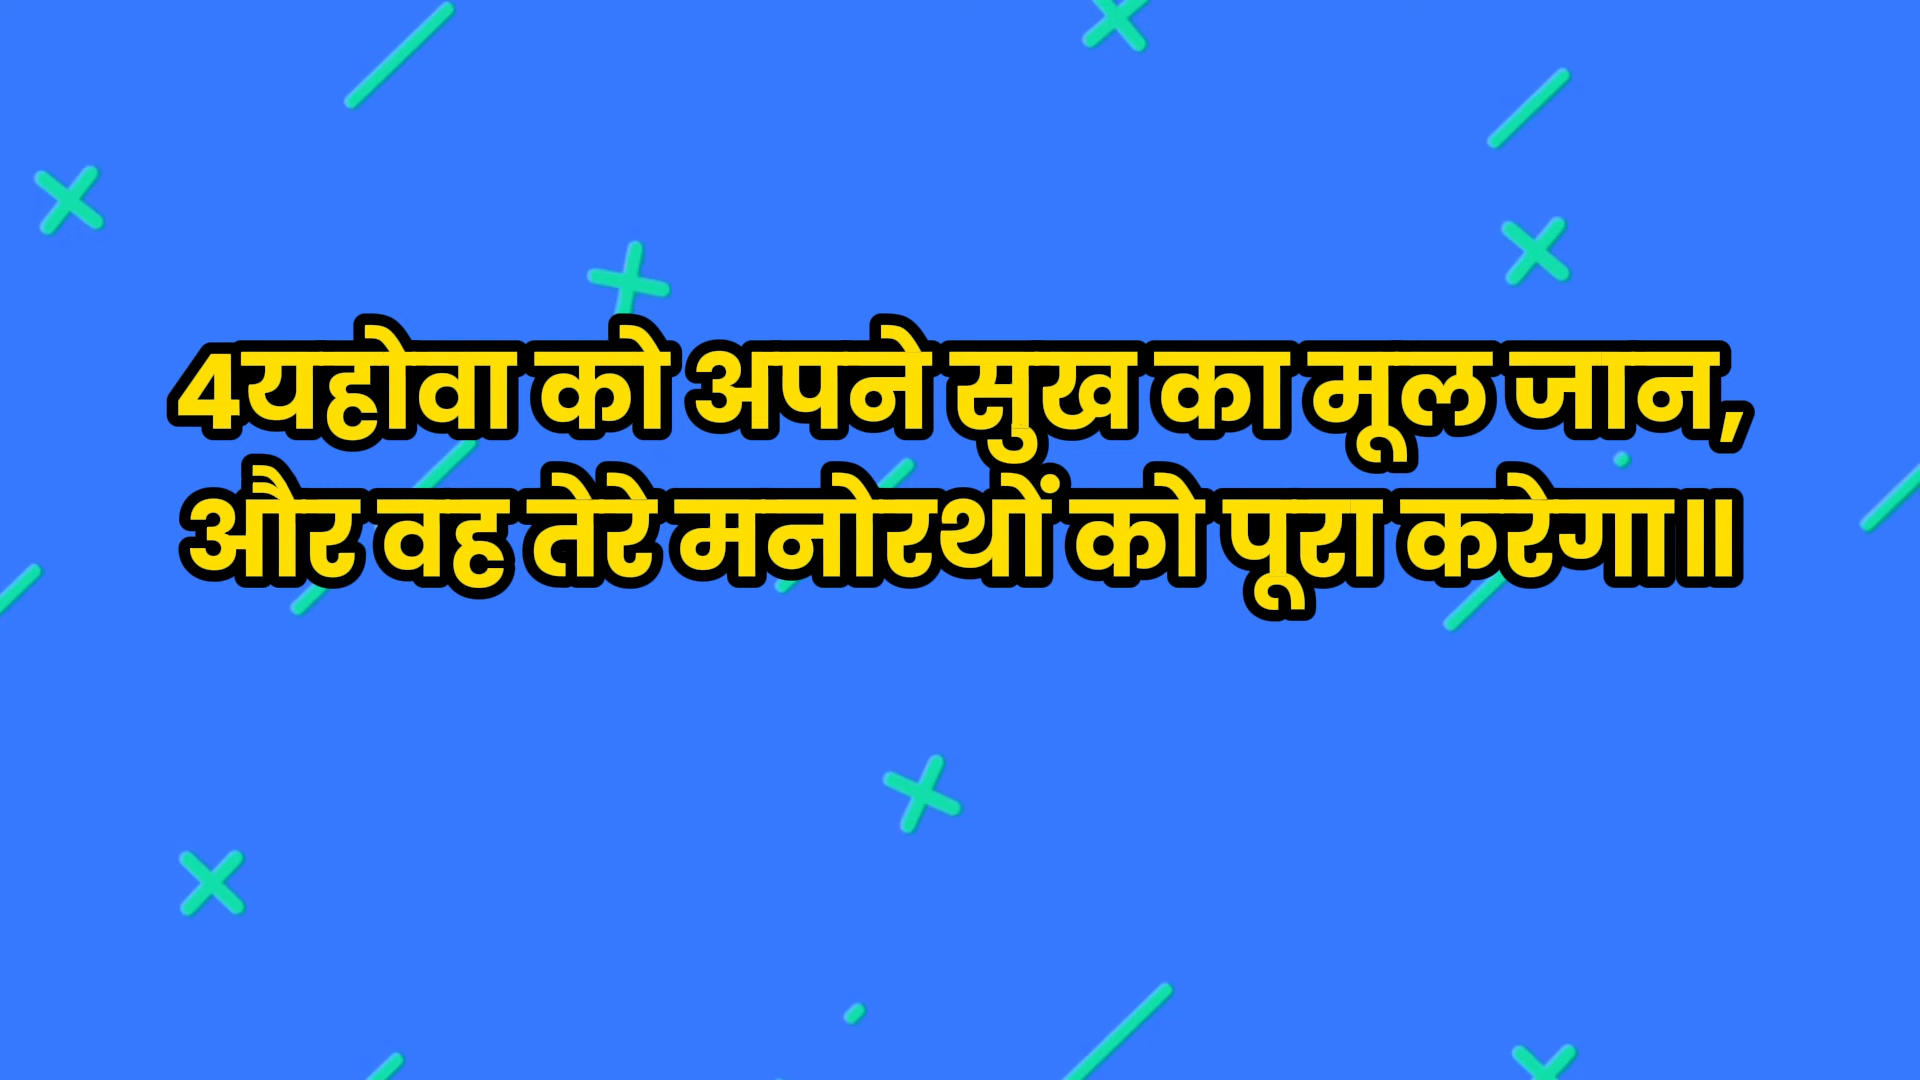 4यहोवा को अपने सुख का मूल जान,
और वह तेरे मनोरथों को पूरा करेगा॥